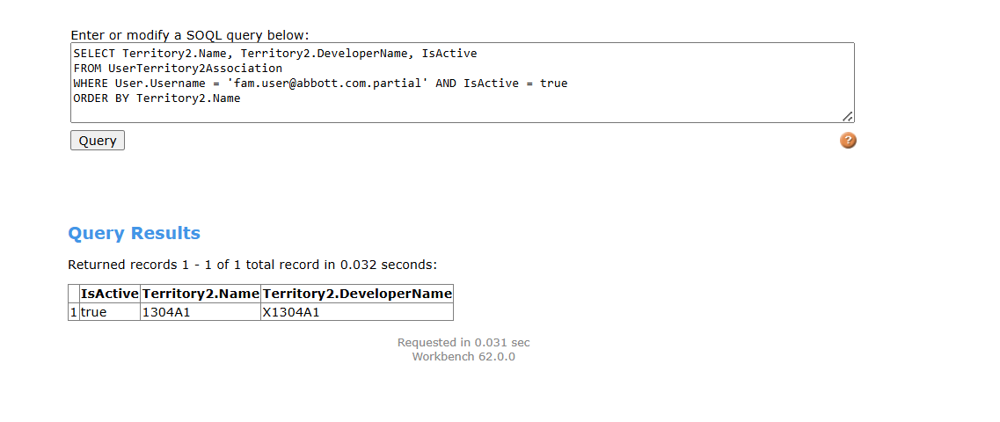 Enter or modify a SOQL query below:
SELECT Territory2.Name, Territory2.DeveloperName, IsActive
FROM UserTerritory2Association
WHERE User.Username = 'fam.user@abbott.com.partial' AND IsActive = true
ORDER BY Territory2.Name
Query
?
Query Results
Returned records 1 - 1 of 1 total record in 0.032 seconds:
IsActive Territory2.Name Territory2.DeveloperName
1 true 1304A1 X1304A1
Requested in 0.031 sec
Workbench 62.0.0